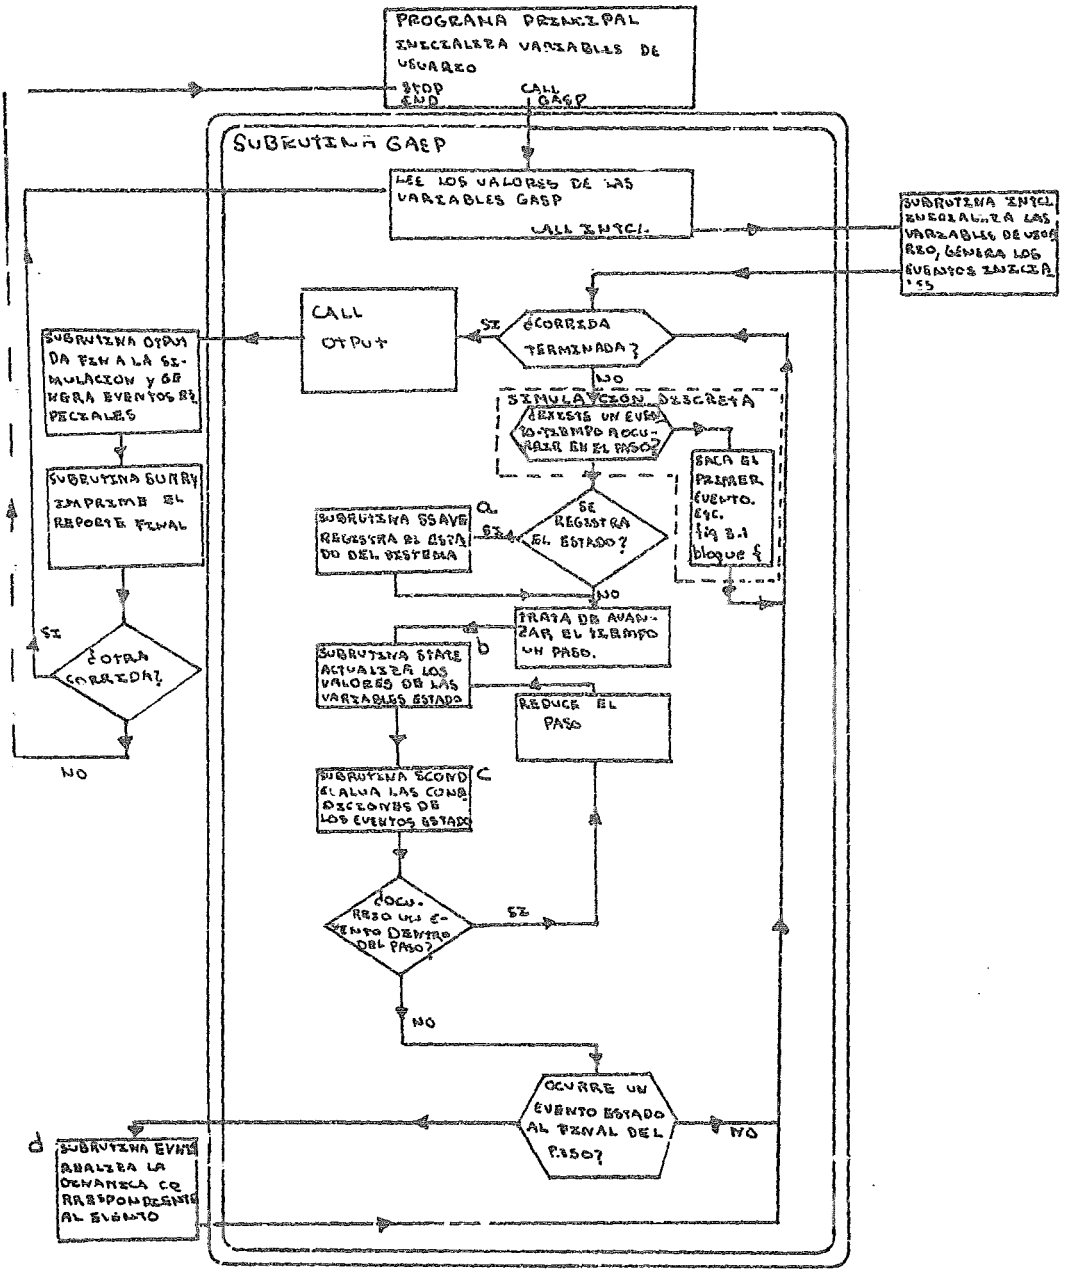 PROGRAMA PRINCIPAL
INICIALIZA VARIABLES DE
USUARIO
STOP CALL
END GASP
SUBRUTINA GASP
LEE LOS VALORES DE LAS
VARIABLES GASP
CALL INTCL.
SUBRUTINA INTCL
INICIALIZA LAS
VARIABLES DE USUA
RIO, GENERA LOS
EVENTOS INICIA
LES
CALL
OTPUT
SI
¿CORRIDA
TERMINADA?
NO
SUBRUTINA OTPUT
DA FIN A LA SI-
MULACION y GE
NERA EVENTOS ES
PECIALES
SIMULACION DISCRETA
¿EXISTE UN EVEN
TO-TIEMPO A OCU-
RRIR EN EL PASO?
SACA EL
PRIMER
EVENTO.
ETC.
fig 3.1
bloque f
SUBRUTINA SUMRY
IMPRIME EL
REPORTE FINAL
a.
SUBRUTINA SSAVE
REGISTRA EL ESTA
DO DEL SISTEMA
SI
SE
REGISTRA
EL ESTADO?
NO
TRATA DE AVAN-
ZAR EL TIEMPO
UN PASO.
SI
¿OTRA
CORRIDA?
NO
b
SUBRUTINA STATE
ACTUALIZA LOS
VALORES DE LAS
VARIABLES ESTADO
REDUCE EL
PASO
SUBRUTINA SCOND
EVALUA LAS CONE
DICIONES DE
LOS EVENTOS ESTADO
C
¿OCU-
RRIO UN E-
VENTO DENTRO
DEL PASO?
SI
NO
OCURRE UN
EVENTO ESTADO
AL FINAL DEL
PASO?
NO
d
SUBRUTINA EVNTS
ANALIZA LA
DINAMICA CO
RRESPONDIENTE
AL EVENTO